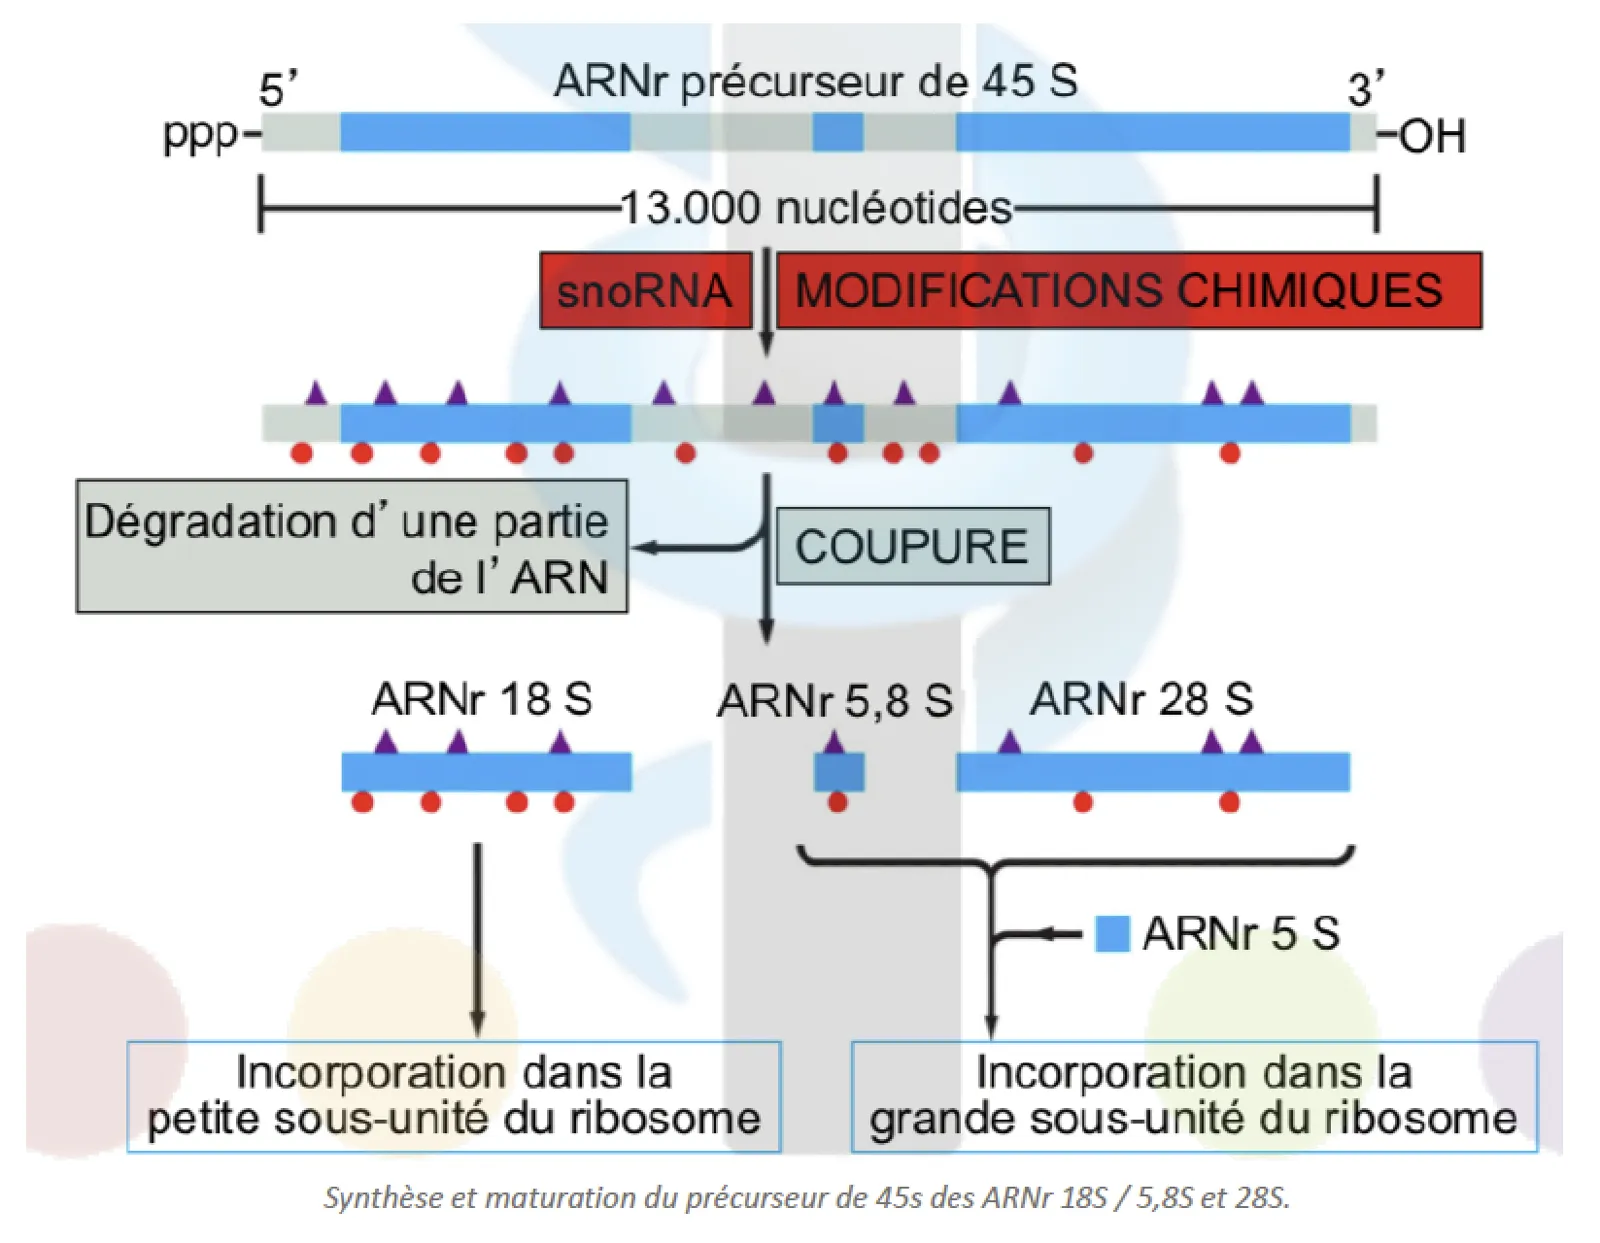 ARNr précurseur de 45 S
5’
3’
ppp
OH
13.000 nucléotides
snoRNA
MODIFICATIONS CHIMIQUES
Dégradation d’ une partie
de l’ ARN
COUPURE
ARNr 18 S
ARNr 5,8 S
ARNr 28 S
ARNr 5 S
Incorporation dans la
petite sous-unité du ribosome
Incorporation dans la
grande sous-unité du ribosome
Synthèse et maturation du précurseur de 45s des ARNr 18S / 5,8S et 28S.